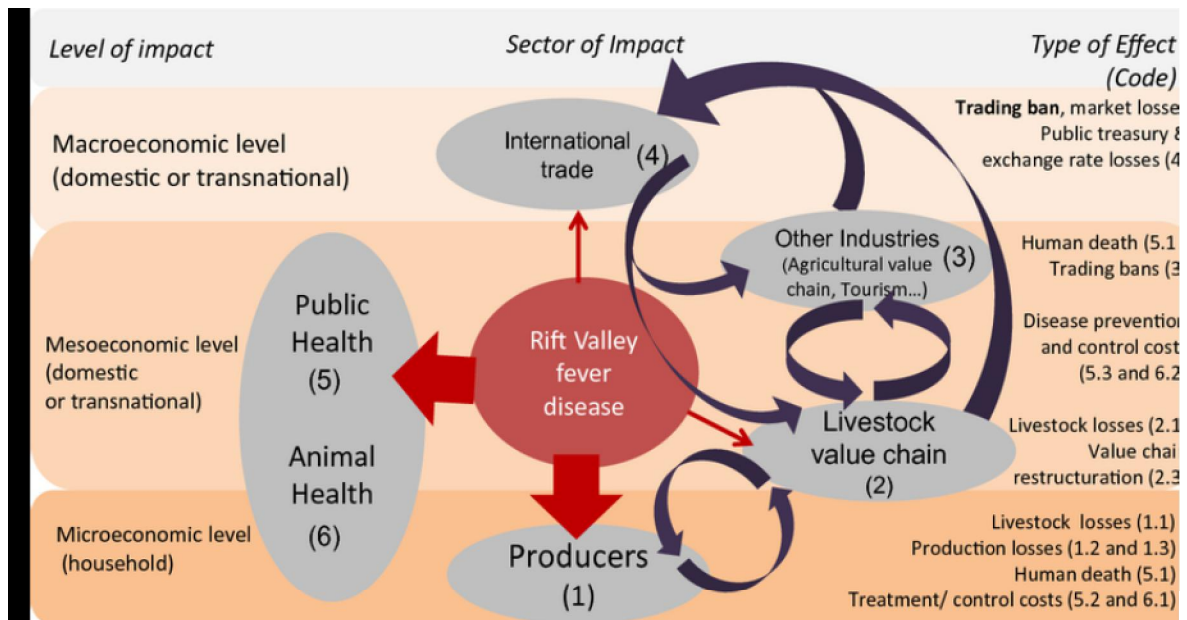 Level of impact
Sector of Impact
Type of Effect
(Code)
Macroeconomic level
(domestic or transnational)
International
trade
(4)
Trading ban, market losse
Public treasury &
exchange rate losses (4
Mesoeconomic level
(domestic
or transnational)
Public
Health
(5)
Animal
Health
(6)
Rift Valley
fever
disease
Other Industries
(Agricultural value
chain, Tourism...)
(3)
Livestock
value chain
(2)
Human death (5.1
Trading bans (3
Disease prevention
and control cost
(5.3 and 6.2
Livestock losses (2.1
Value chai
restructuration (2.3
Microeconomic level
(household)
Producers
(1)
Livestock losses (1.1)
Production losses (1.2 and 1.3)
Human death (5.1)
Treatment/ control costs (5.2 and 6.1)